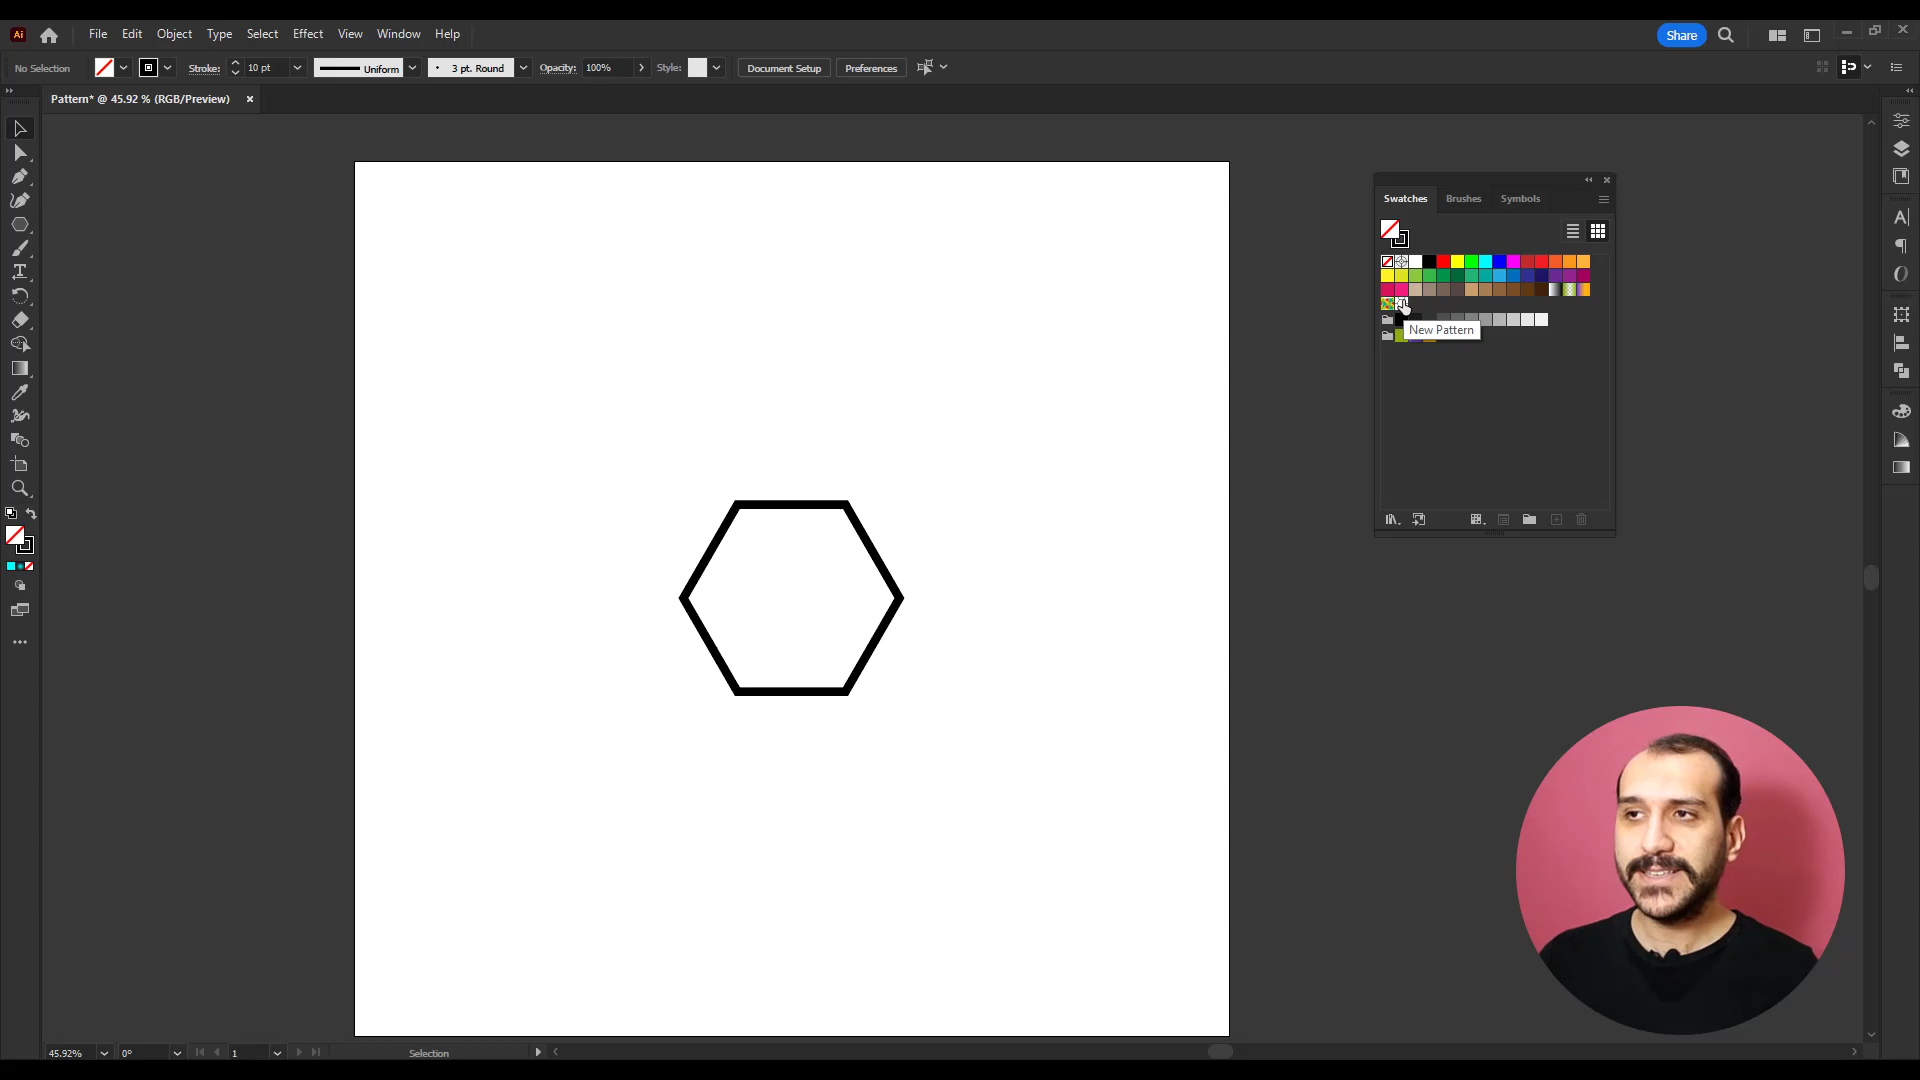 Ai File Edit Object Type Select Effect View Window Help Share
No Selection Stroke: 10 pt Uniform 3 pt. Round Opacity: 100% Style: Document Setup Preferences
Pattern* @ 45.92 % (RGB/Preview) ×
Swatches Brushes Symbols
New Pattern
45.92% 0° 1 Selection